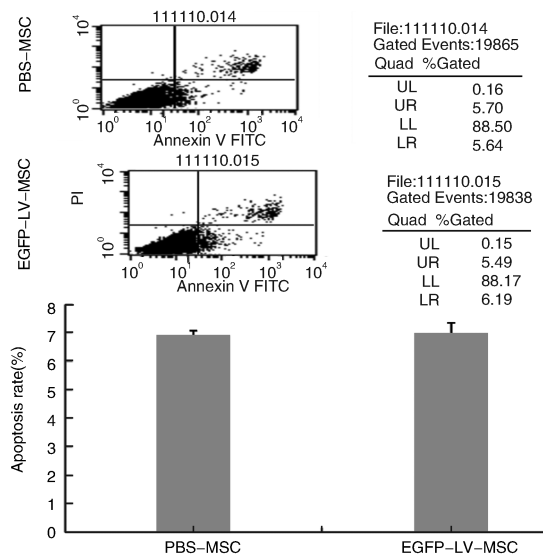 111110.014
PBS–MSC
10⁴
10⁰
10⁰ 10¹ 10² 10³ 10⁴
Annexin V FITC
File:111110.014
Gated Events:19865
Quad %Gated
UL 0.16
UR 5.70
LL 88.50
LR 5.64
111110.015
EGFP–LV–MSC
PI
10⁴
10⁰
10⁰ 10¹ 10² 10³ 10⁴
Annexin V FITC
File:111110.015
Gated Events:19838
Quad %Gated
UL 0.15
UR 5.49
LL 88.17
LR 6.19
Apoptosis rate(%)
8
7
6
5
4
3
2
1
0
PBS–MSC EGFP–LV–MSC